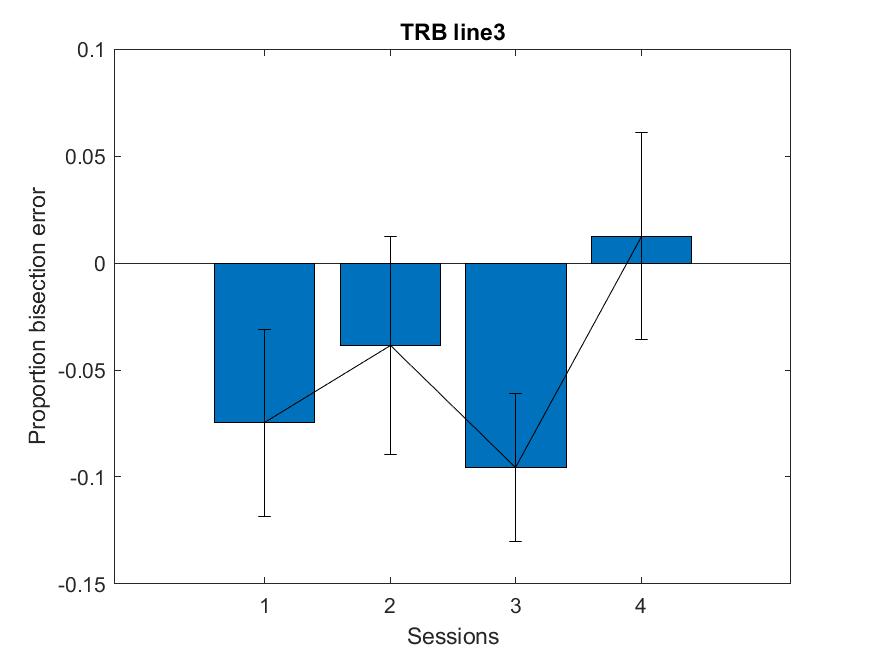 TRB line3
0.1
0.05
0
-0.05
-0.1
-0.15
Proportion bisection error
1 2 3 4
Sessions